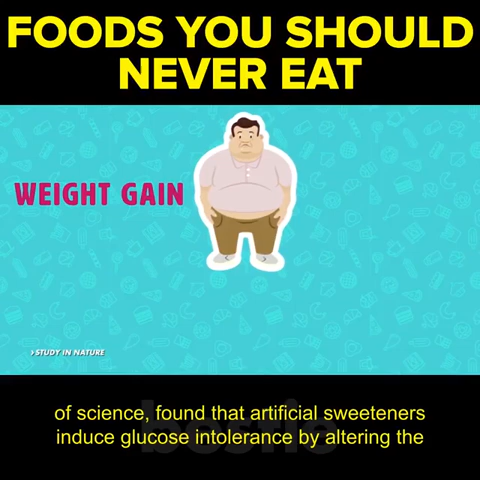 FOODS YOU SHOULD
NEVER EAT
WEIGHT GAIN
›STUDY IN NATURE
of science, found that artificial sweeteners
induce glucose intolerance by altering the
bestie